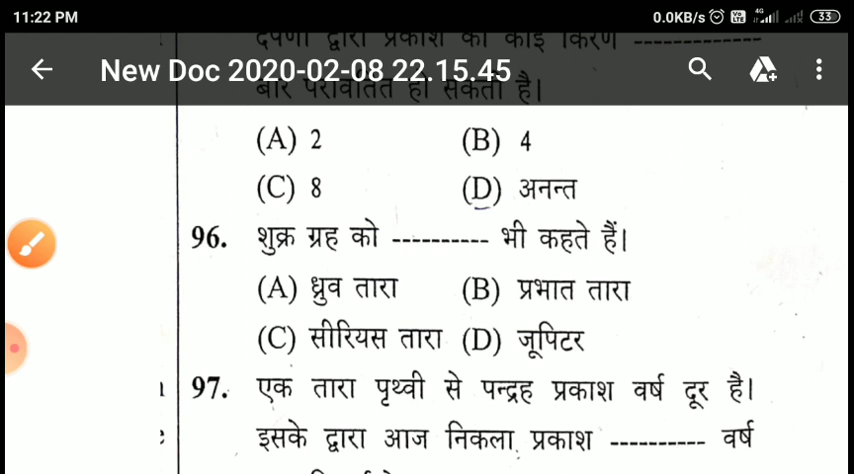 11:22 PM 0.0KB/s 4G 33
दर्पणों द्वारा प्रकाश की कोई किरण -------------
New Doc 2020-02-08 22.15.45
बार परावर्तित हो सकती है।
(A) 2 (B) 4
(C) 8 (D) अनन्त
96. शुक्र ग्रह को ---------- भी कहते हैं।
(A) ध्रुव तारा (B) प्रभात तारा
(C) सीरियस तारा (D) जूपिटर
97. एक तारा पृथ्वी से पन्द्रह प्रकाश वर्ष दूर है।
इसके द्वारा आज निकला प्रकाश ---------- वर्ष